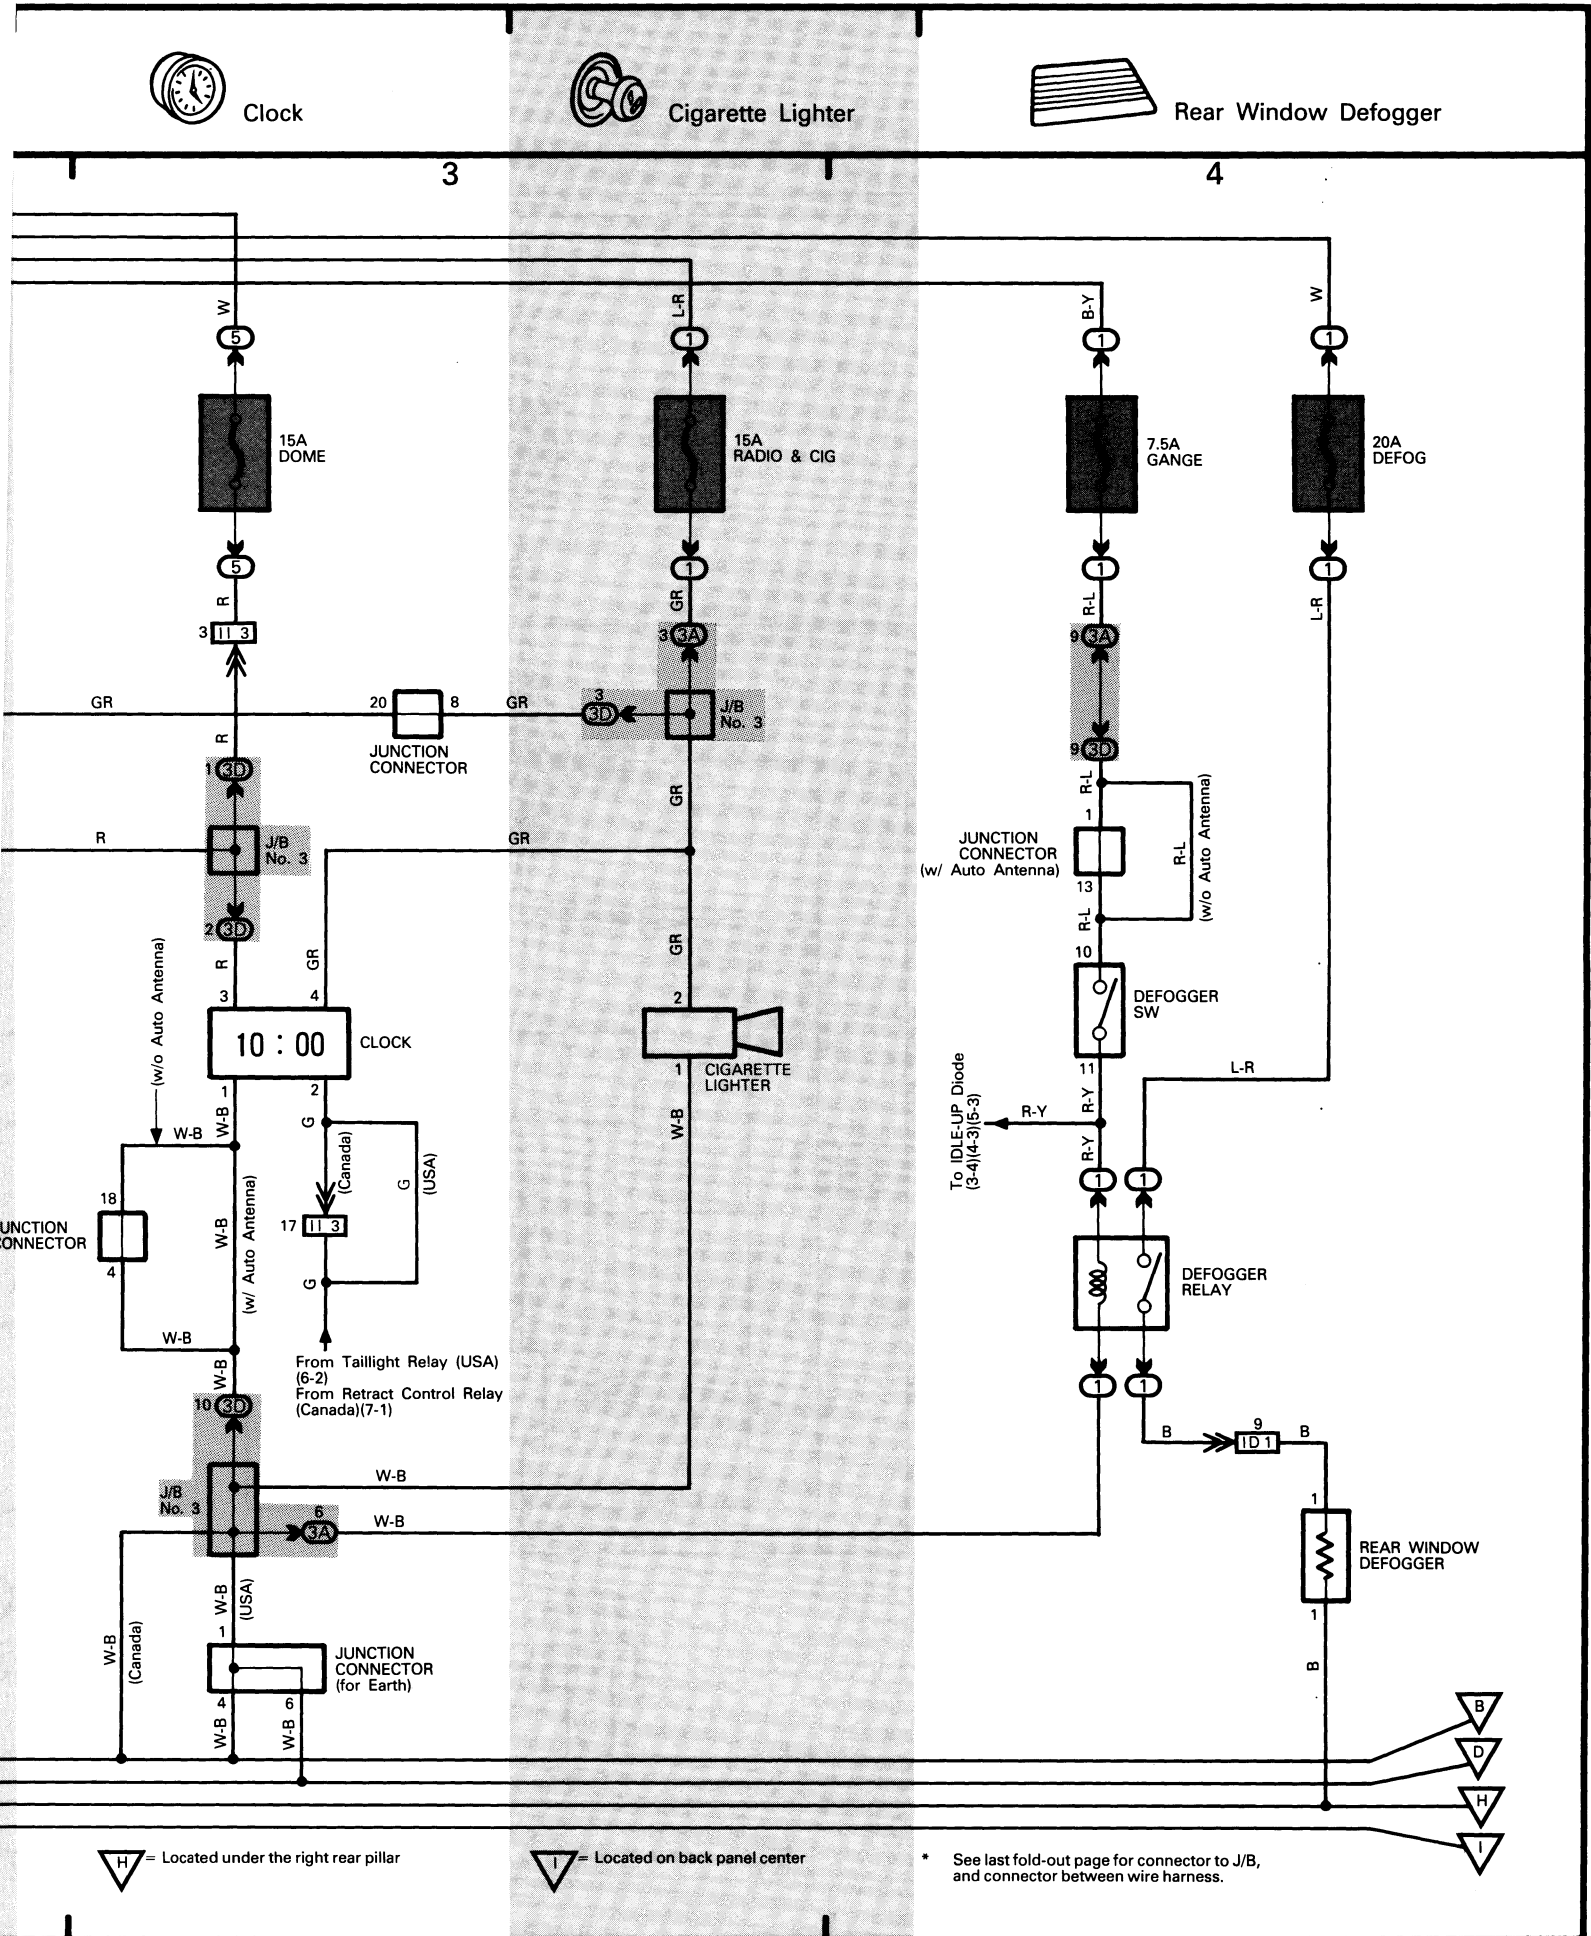 Clock
Cigarette Lighter
Rear Window Defogger
3
4
W
L-R
B-Y
W
5
1
1
1
15A
DOME
15A
RADIO & CIG
7.5A
GANGE
20A
DEFOG
5
1
1
1
R
GR
R-L
L-R
3 II 3
3 3A
9 3A
GR
20
8
GR
3
3D
J/B
No. 3
JUNCTION
CONNECTOR
R
1 3D
9 3D
GR
R-L
1
R
J/B
No. 3
GR
JUNCTION
CONNECTOR
(w/ Auto Antenna)
R-L
(w/o Auto Antenna)
13
2 3D
R-L
(w/o Auto Antenna)
R
GR
GR
10
3
4
2
DEFOGGER
SW
10 : 00
CLOCK
CIGARETTE
LIGHTER
1
2
1
11
L-R
W-B
W-B
G
W-B
R-Y
R-Y
To IDLE-UP Diode
(3-4)(4-3)(5-3)
R-Y
(Canada)
G
(USA)
1
1
18
UNCTION
ONNECTOR
4
W-B
(w/ Auto Antenna)
17 II 3
G
DEFOGGER
RELAY
W-B
From Taillight Relay (USA)
(6-2)
From Retract Control Relay
(Canada)(7-1)
W-B
1
1
10 3D
B
9
ID 1
B
J/B
No. 3
W-B
6
3A
W-B
1
REAR WINDOW
DEFOGGER
1
W-B
(USA)
W-B
(Canada)
1
JUNCTION
CONNECTOR
(for Earth)
4
6
W-B
W-B
B
B
D
H
I
H = Located under the right rear pillar
I = Located on back panel center
* See last fold-out page for connector to J/B,
and connector between wire harness.